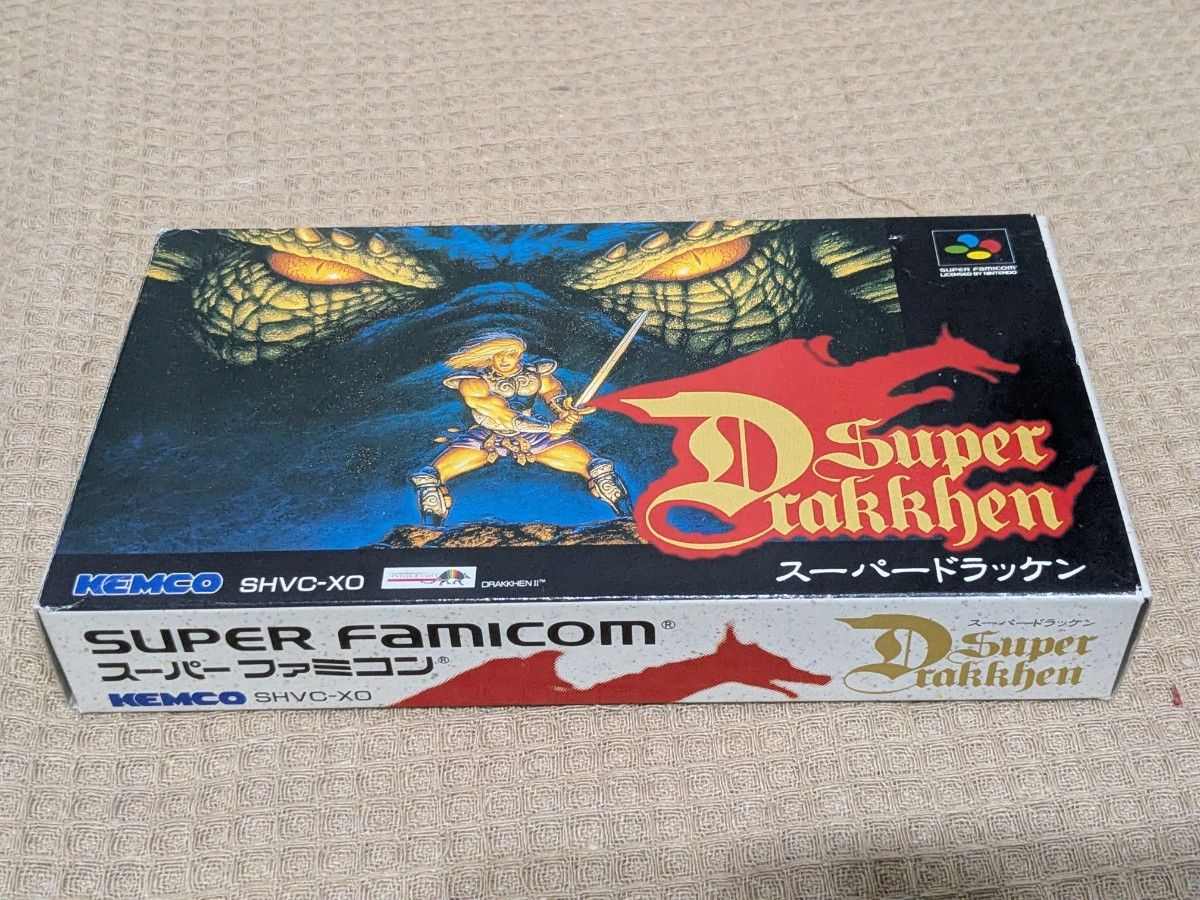 SUPER FAMICOM
LICENSED BY NINTENDO
Super
Drakkhen
スーパードラッケン
KEMCO SHVC-XO
INFOGRAMES
DRAKKHEN II™
SUPER FAMICOM®
スーパーファミコン®
KEMCO SHVC-XO
スーパードラッケン
Super
Drakkhen